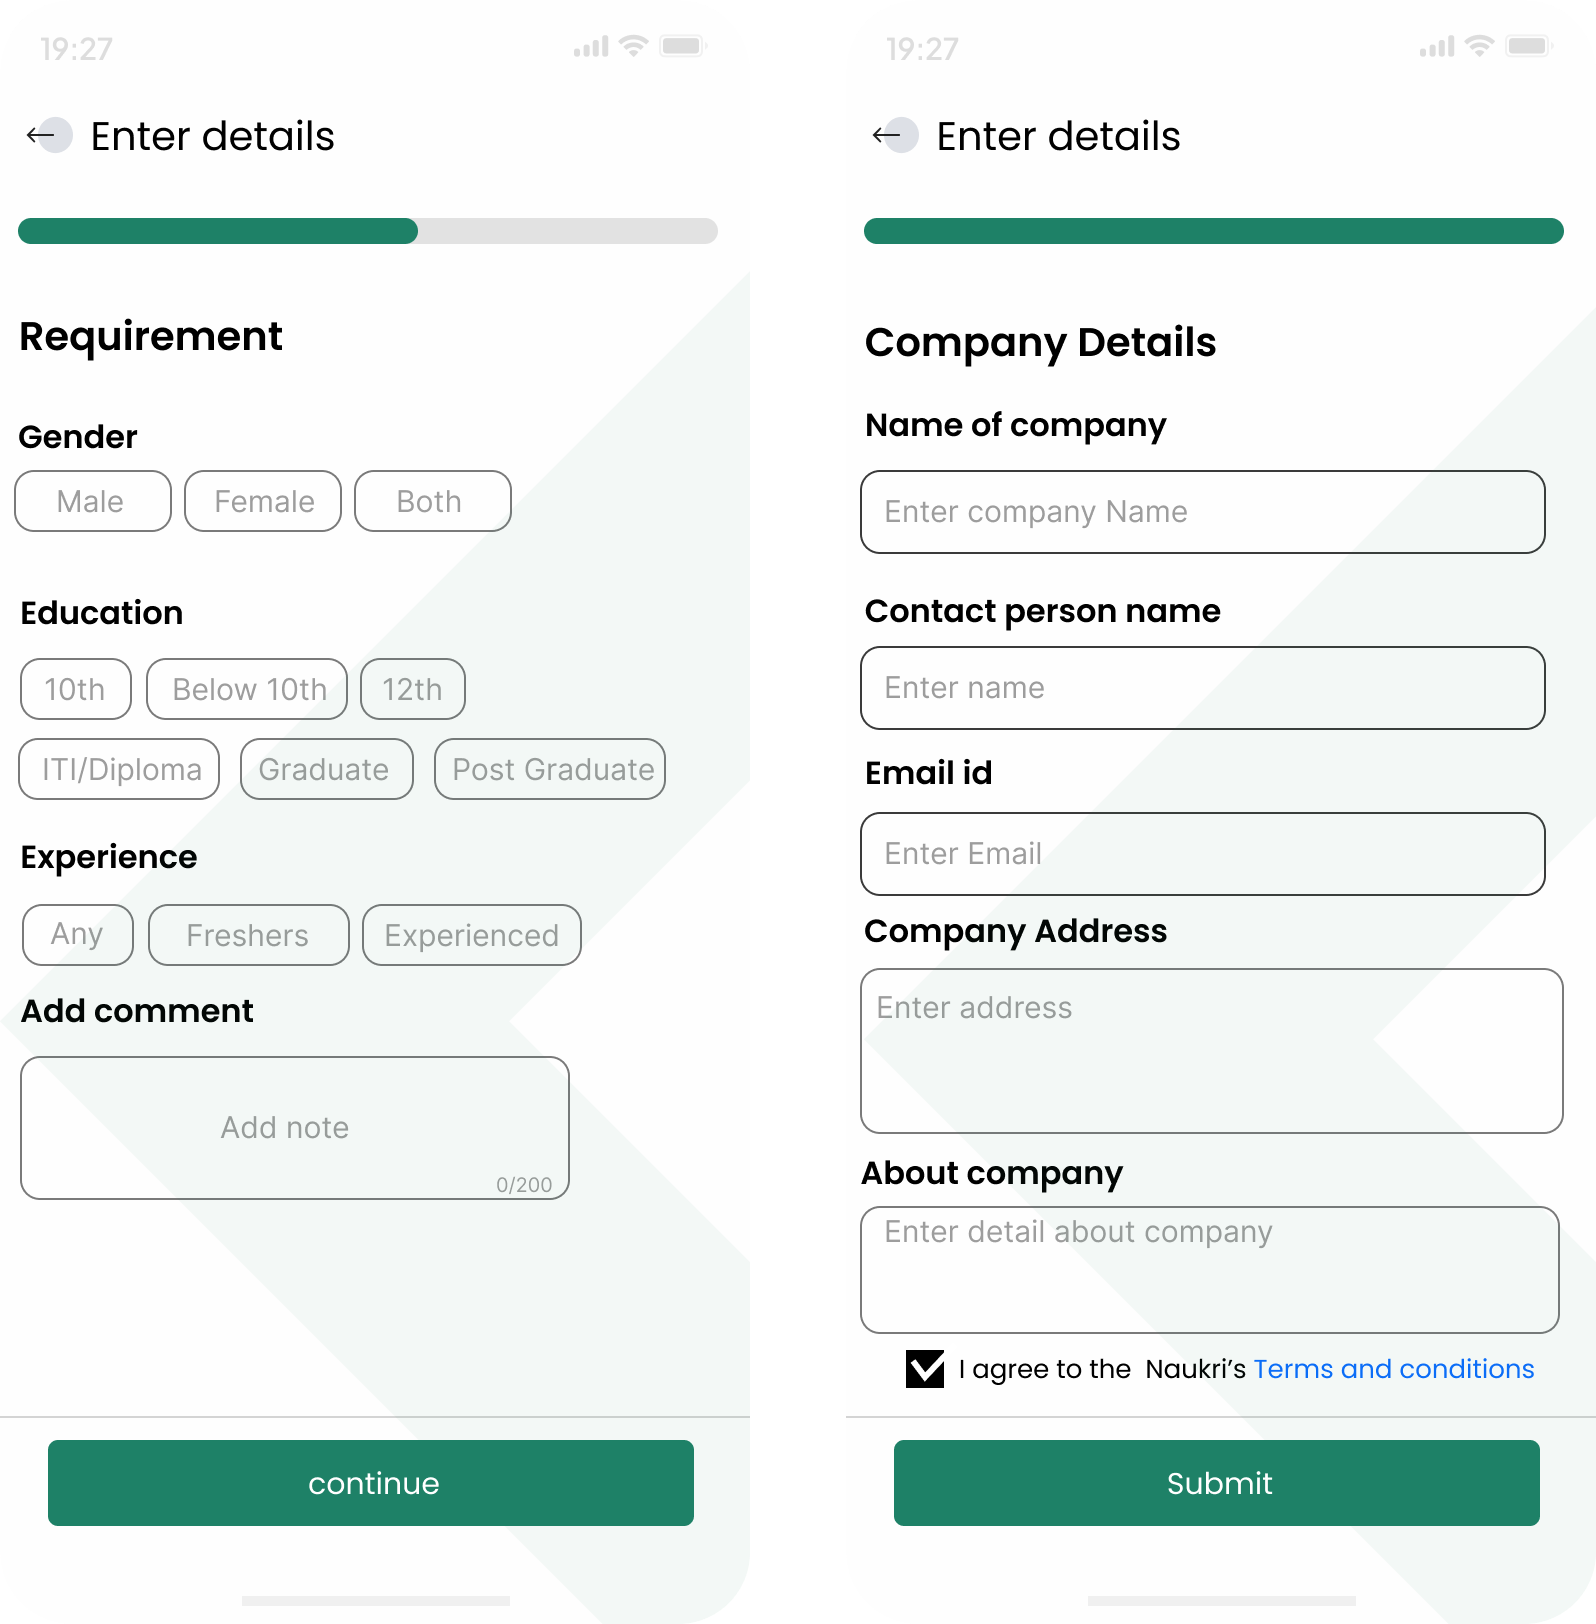 19:27
Enter details
Requirement
Gender
Male Female Both
Education
10th Below 10th 12th
ITI/Diploma Graduate Post Graduate
Experience
Any Freshers Experienced
Add comment
Add note
0/200
continue
19:27
Enter details
Company Details
Name of company
Enter company Name
Contact person name
Enter name
Email id
Enter Email
Company Address
Enter address
About company
Enter detail about company
I agree to the Naukri’s Terms and conditions
Submit